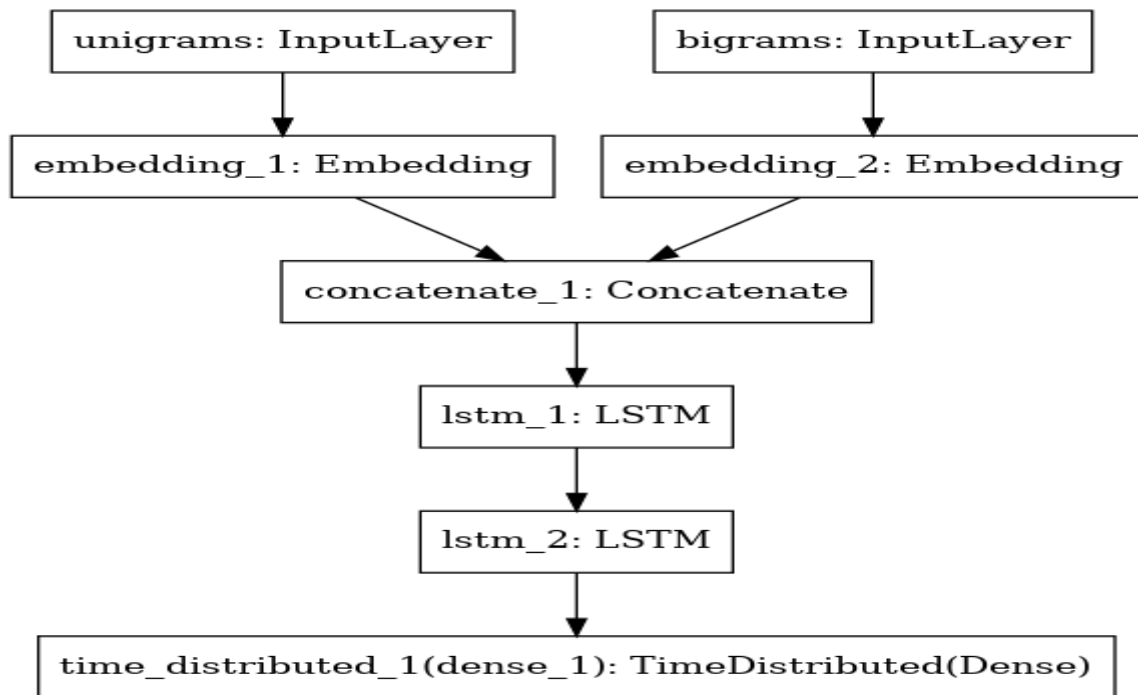 unigrams: InputLayer
bigrams: InputLayer
embedding_1: Embedding
embedding_2: Embedding
concatenate_1: Concatenate
lstm_1: LSTM
lstm_2: LSTM
time_distributed_1(dense_1): TimeDistributed(Dense)